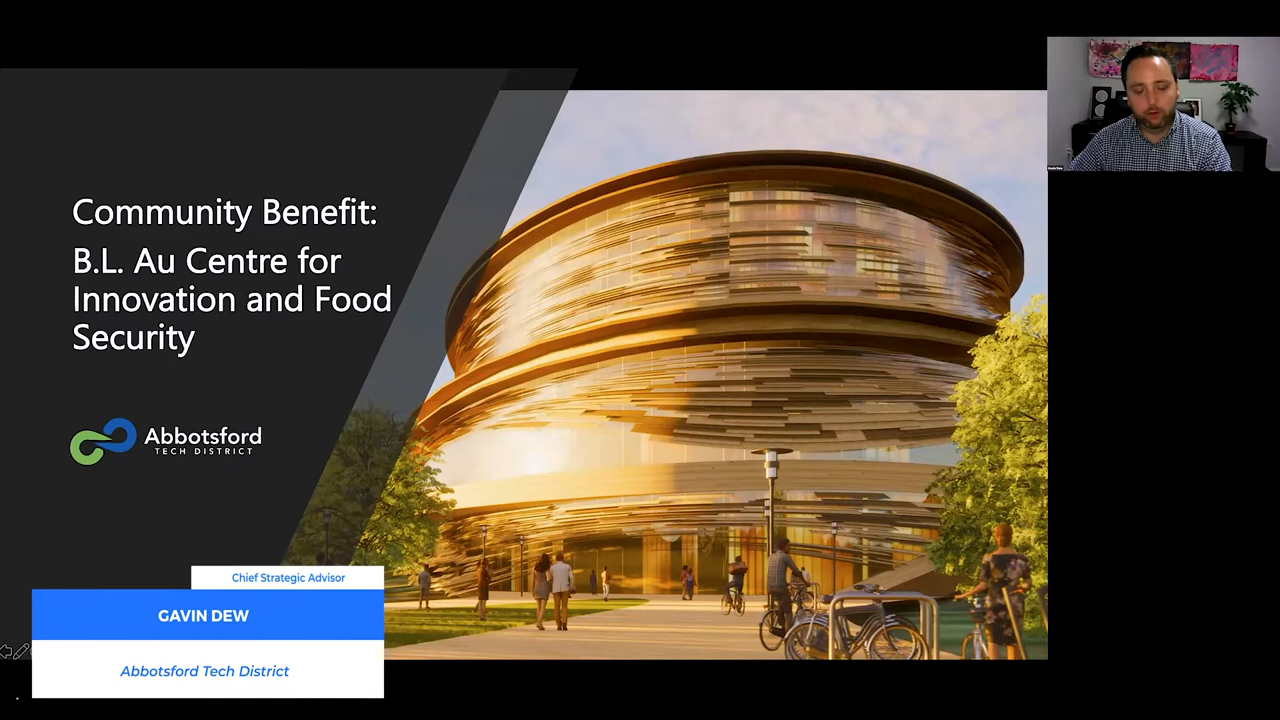 Community Benefit:
B.L. Au Centre for
Innovation and Food
Security
Abbotsford
TECH DISTRICT
Chief Strategic Advisor
GAVIN DEW
Abbotsford Tech District